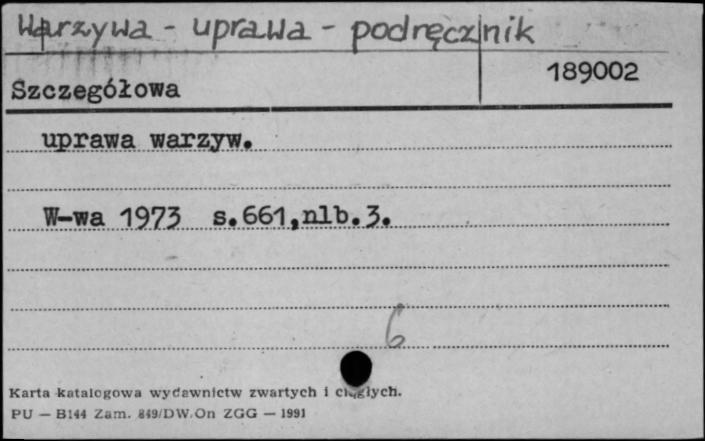 Warzywa - uprawa - podręcznik
189002
Szczegółowa
uprawa warzyw.
W-wa 1973 s.661,nlb.3.
6
Karta katalogowa wydawnictw zwartych i ciągłych.
PU — B144 Zam. 849/DW.On ZGG — 1991